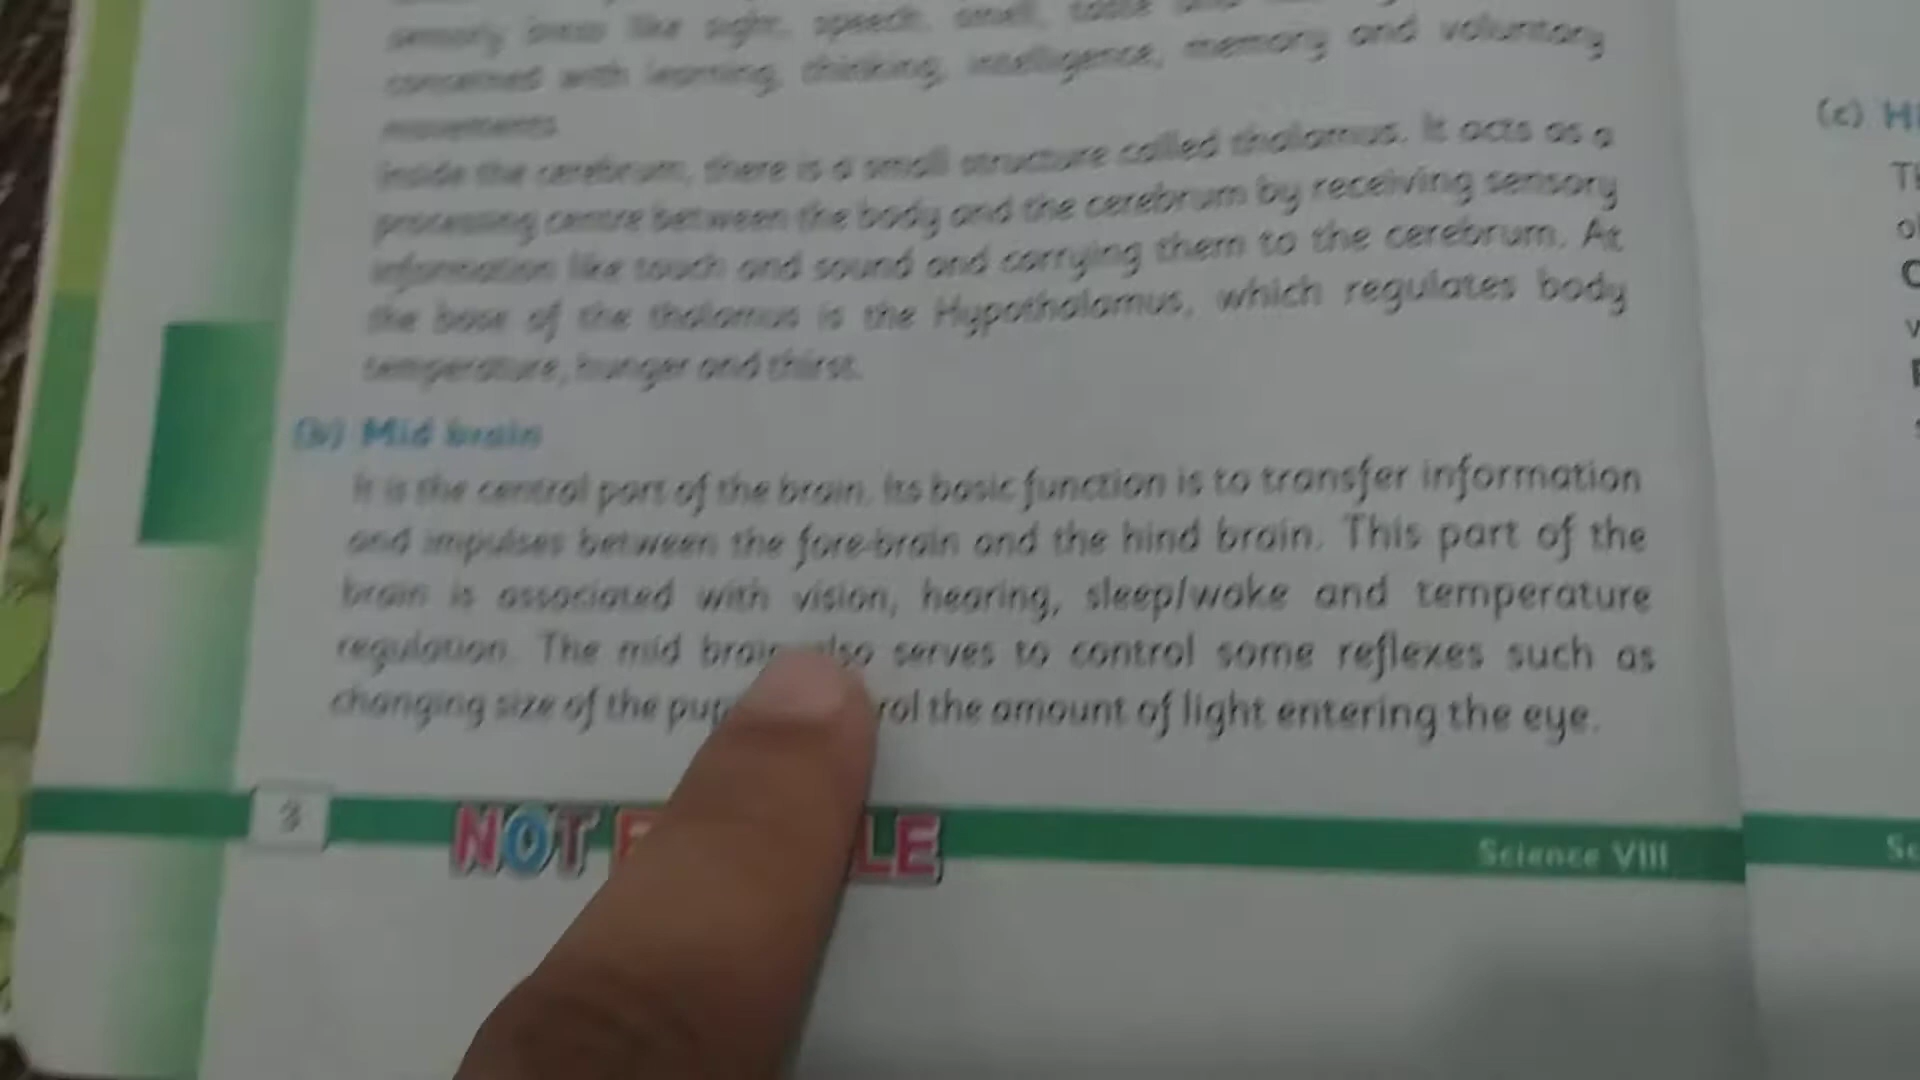 sensory areas like sight, speech, smell, taste and
concerned with learning, thinking, intelligence, memory and voluntary
movements
Inside the cerebrum, there is a small structure called thalamus. It acts as a
processing centre between the body and the cerebrum by receiving sensory
information like touch and sound and carrying them to the cerebrum. At
the base of the thalamus is the Hypothalamus, which regulates body
temperature, hunger and thirst.
(b) Mid brain
It is the central part of the brain. Its basic function is to transfer information
and impulses between the fore-brain and the hind brain. This part of the
brain is associated with vision, hearing, sleep/wake and temperature
regulation. The mid brain also serves to control some reflexes such as
changing size of the the amount of light entering the eye.
3
NOT
Science VIII
(c)